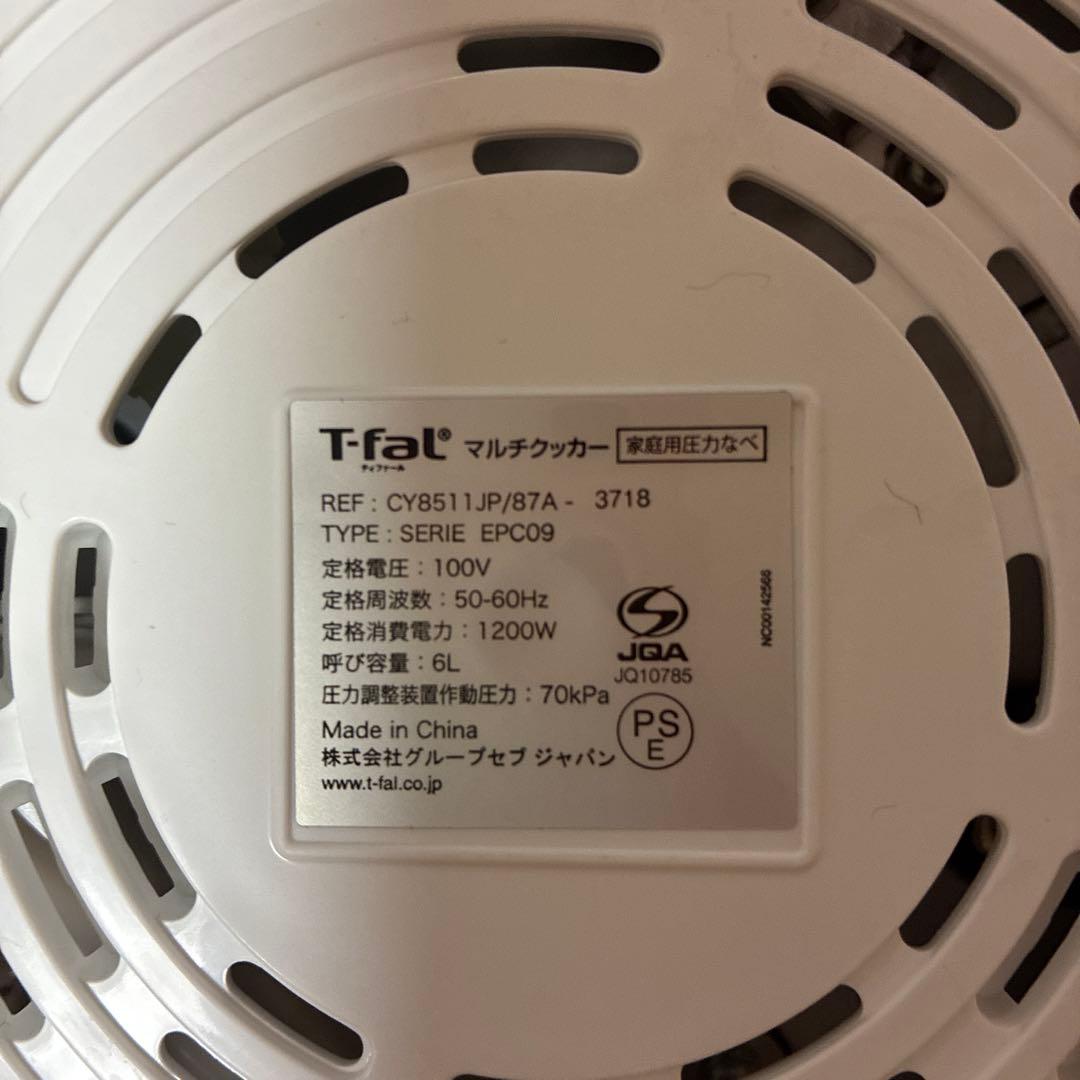 T-fal® マルチクッカー 家庭用圧力なべ
ティファール
REF : CY8511JP/87A - 3718
TYPE : SERIE EPC09
定格電圧：100V
定格周波数：50-60Hz
定格消費電力：1200W
呼び容量：6L
圧力調整装置作動圧力：70kPa
Made in China
株式会社グループセブ ジャパン
www.t-fal.co.jp
JQA
JQ10785
PS
E
NC00142566